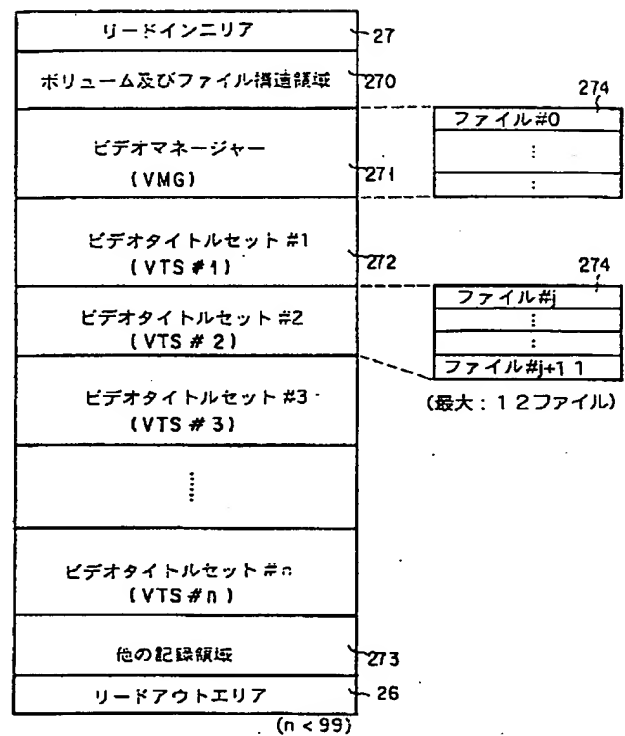 リードインエリア
27
ボリューム及びファイル構造領域
270
ビデオマネージャー
(VMG)
271
274
ファイル#0
⋮
:
ビデオタイトルセット#1
(VTS #1)
272
ビデオタイトルセット#2
(VTS # 2)
274
ファイル#j
⋮
:
ファイル#j+11
(最大:12ファイル)
ビデオタイトルセット#3
(VTS # 3)
⋮
ビデオタイトルセット#n
(VTS #n)
他の記録領域
273
リードアウトエリア
26
(n < 99)